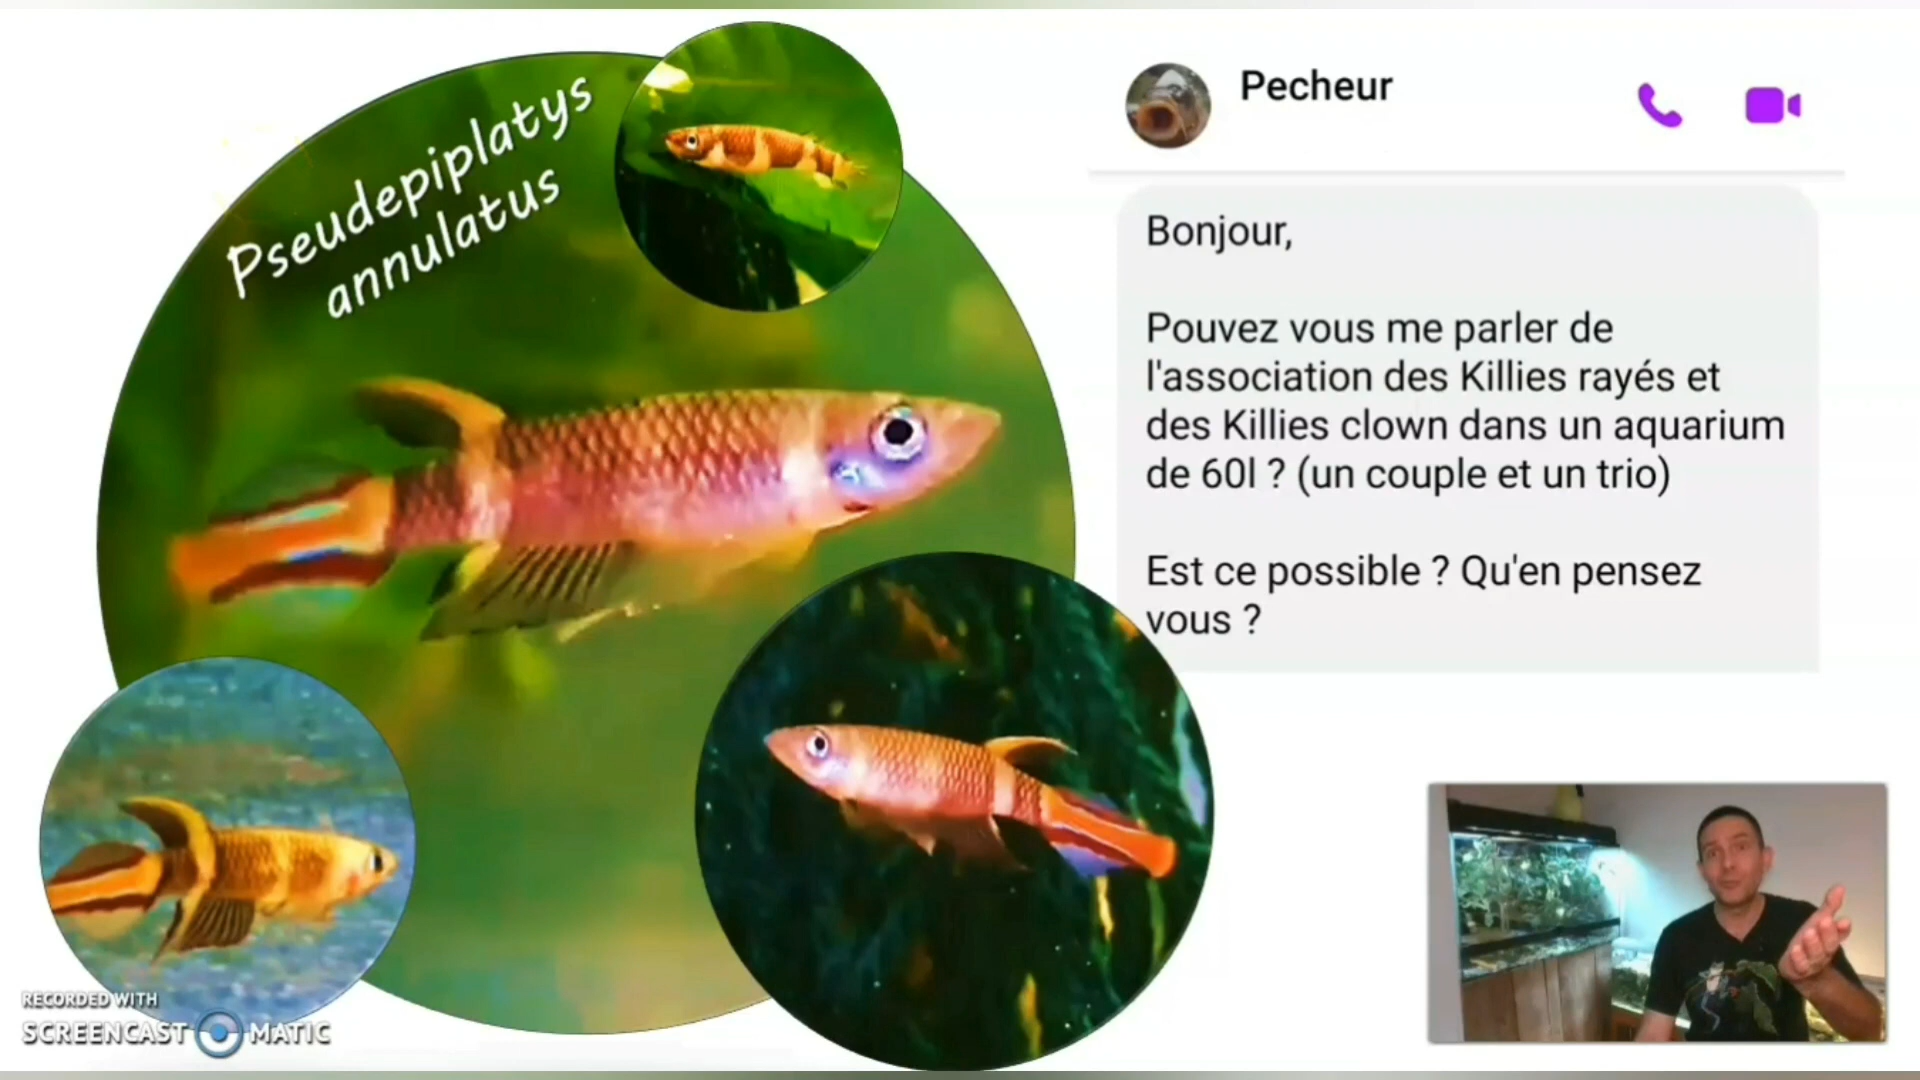 Pseudepiplatys
annulatus
Pecheur
Bonjour,
Pouvez vous me parler de
l'association des Killies rayés et
des Killies clown dans un aquarium
de 60l ? (un couple et un trio)
Est ce possible ? Qu'en pensez
vous ?
RECORDED WITH
SCREENCAST MATIC